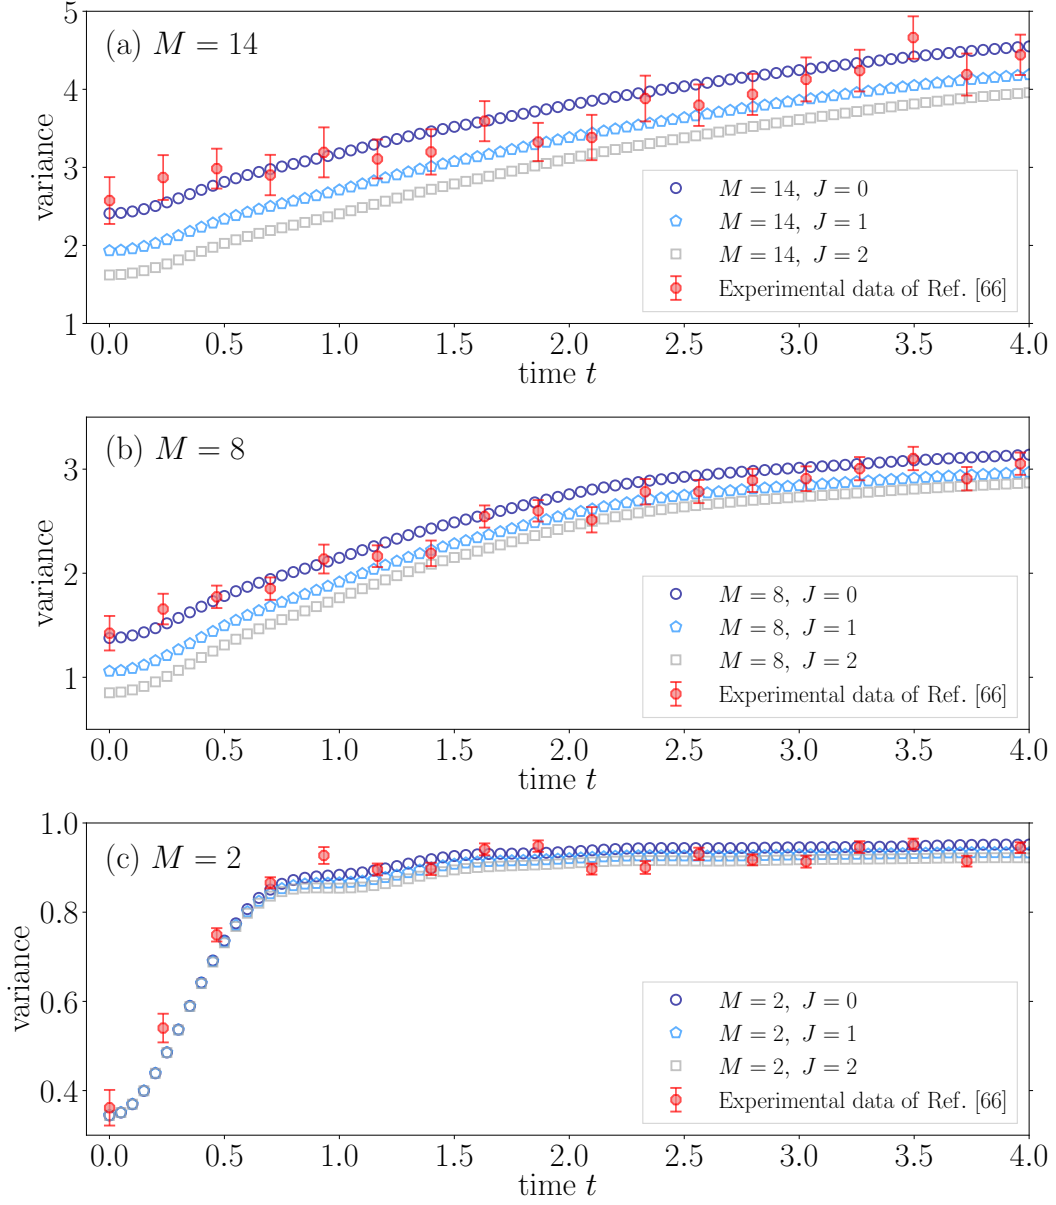 (a) M = 14
variance
5
4
3
2
1
M = 14, J = 0
M = 14, J = 1
M = 14, J = 2
Experimental data of Ref. [66]
0.0 0.5 1.0 1.5 2.0 2.5 3.0 3.5 4.0
time t
(b) M = 8
variance
3
2
1
M = 8, J = 0
M = 8, J = 1
M = 8, J = 2
Experimental data of Ref. [66]
0.0 0.5 1.0 1.5 2.0 2.5 3.0 3.5 4.0
time t
(c) M = 2
variance
1.0
0.8
0.6
0.4
M = 2, J = 0
M = 2, J = 1
M = 2, J = 2
Experimental data of Ref. [66]
0.0 0.5 1.0 1.5 2.0 2.5 3.0 3.5 4.0
time t